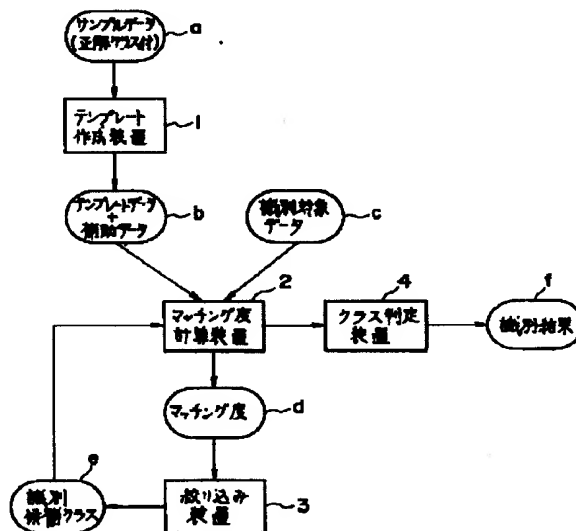 サンプルデータ
(正解クラス付)
a
テンプレート
作成装置
1
テンプレートデータ
+
補助データ
b
識別対象
データ
c
マッチング度
計算装置
2
クラス判定
装置
4
識別結果
f
マッチング度
d
識別
候補クラス
e
絞り込み
装置
3